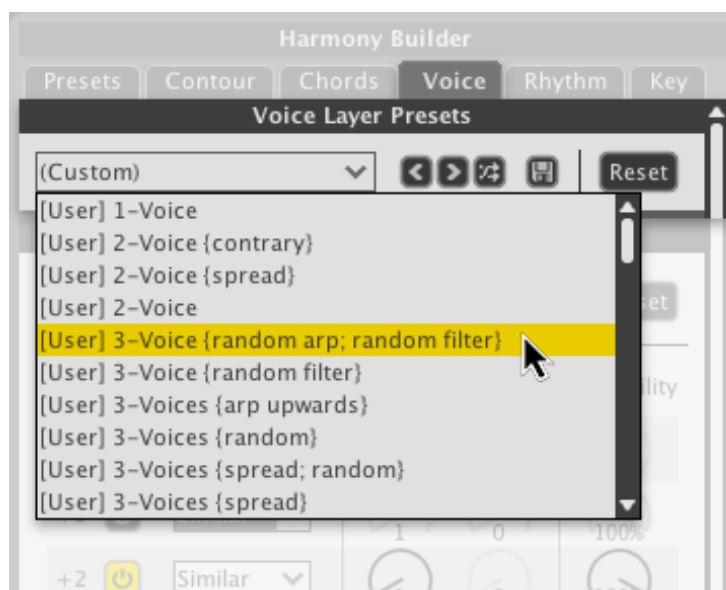 Harmony Builder
Presets Contour Chords Voice Rhythm Key
Voice Layer Presets
(Custom) Reset
[User] 1-Voice
[User] 2-Voice {contrary}
[User] 2-Voice {spread}
[User] 2-Voice
[User] 3-Voice {random arp; random filter}
[User] 3-Voice {random filter}
[User] 3-Voices {arp upwards}
[User] 3-Voices {random}
[User] 3-Voices {spread; random}
[User] 3-Voices {spread}
1 0 100%
+2 Similar